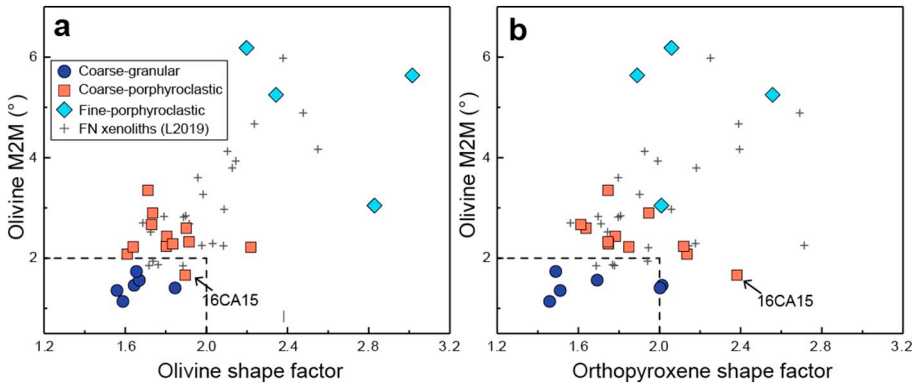 a
Olivine M2M (°)
6
4
2
Coarse-granular
Coarse-porphyroclastic
Fine-porphyroclastic
FN xenoliths (L2019)
16CA15
1.2 1.6 2.0 2.4 2.8 3.2
Olivine shape factor
b
Olivine M2M (°)
6
4
2
16CA15
1.2 1.6 2.0 2.4 2.8 3.2
Orthopyroxene shape factor